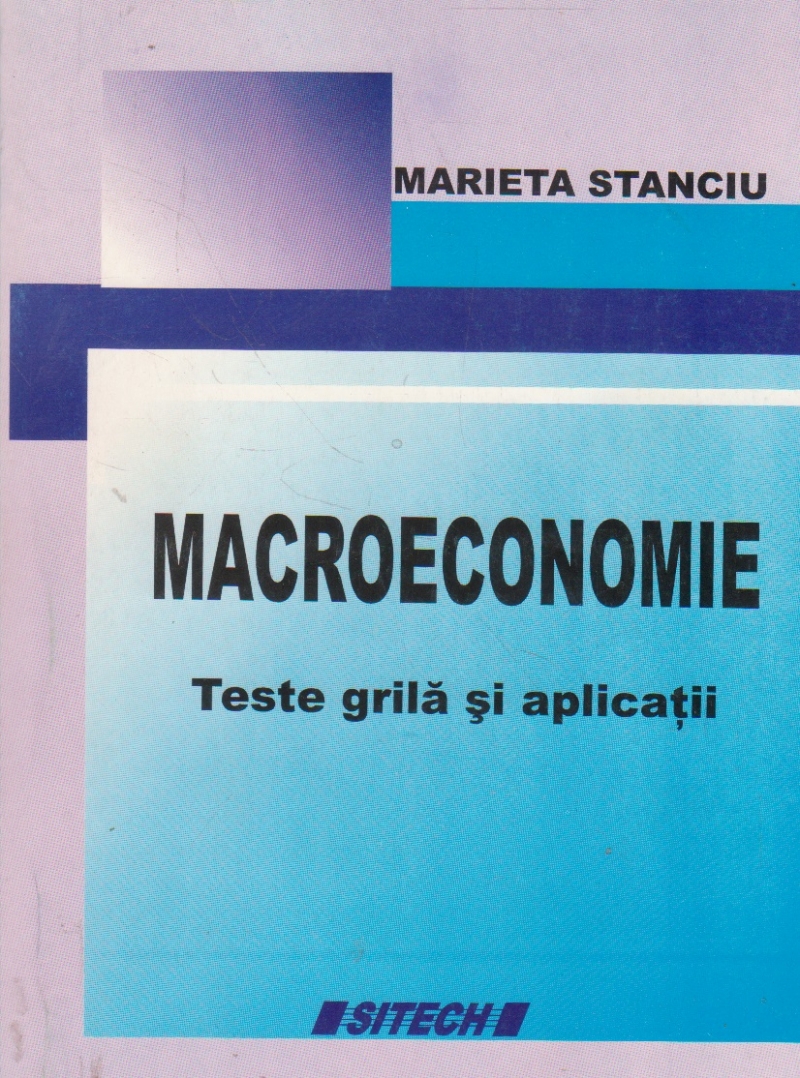 MARIETA STANCIU
MACROECONOMIE
Teste grilă şi aplicaţii
SITECH